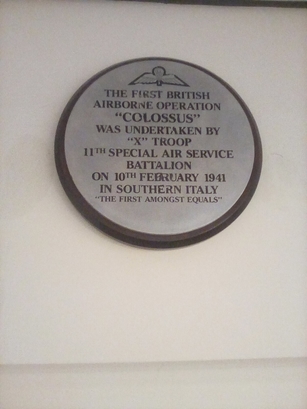 THE FIRST BRITISH
AIRBORNE OPERATION
"COLOSSUS"
WAS UNDERTAKEN BY
"X" TROOP
11TH SPECIAL AIR SERVICE
BATTALION
ON 10TH FEBRUARY 1941
IN SOUTHERN ITALY
"THE FIRST AMONGST EQUALS"